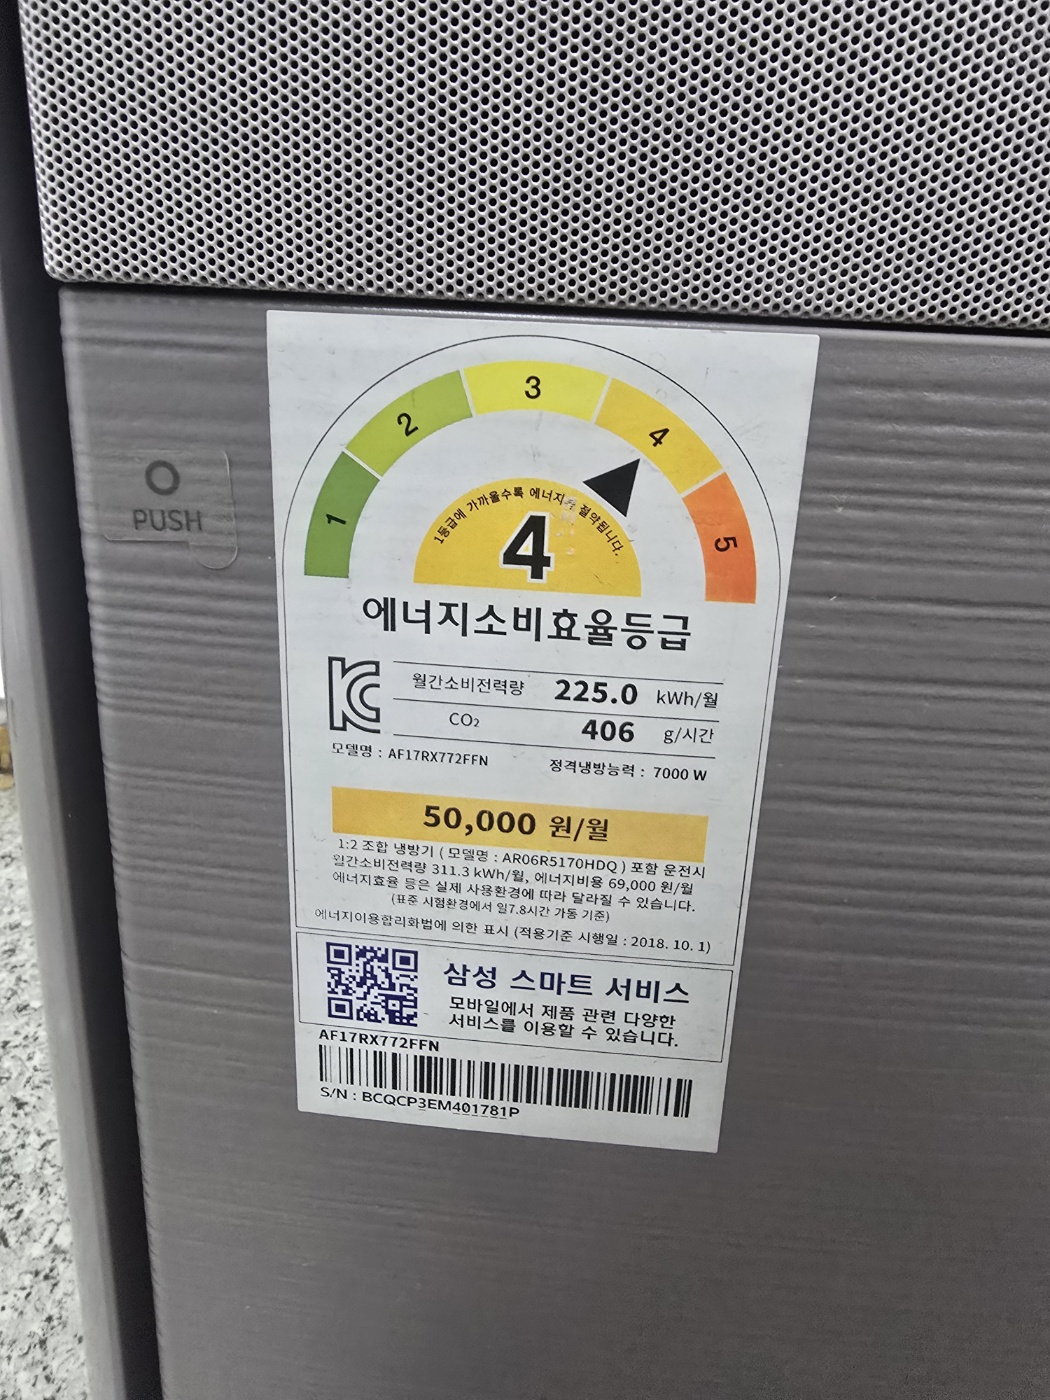 PUSH
1
2
3
4
5
1등급에 가까울수록 에너지가 절약됩니다.
4
에너지소비효율등급
월간소비전력량 225.0 kWh/월
CO₂ 406 g/시간
모델명 : AF17RX772FFN 정격냉방능력 : 7000 W
50,000 원/월
1:2 조합 냉방기 ( 모델명 : AR06R5170HDQ ) 포함 운전시
월간소비전력량 311.3 kWh/월, 에너지비용 69,000 원/월
에너지효율 등은 실제 사용환경에 따라 달라질 수 있습니다.
(표준 시험환경에서 일7.8시간 가동 기준)
에너지이용합리화법에 의한 표시 (적용기준 시행일 : 2018. 10. 1)
삼성 스마트 서비스
모바일에서 제품 관련 다양한
서비스를 이용할 수 있습니다.
AF17RX772FFN
S/N : BCQCP3EM401781P